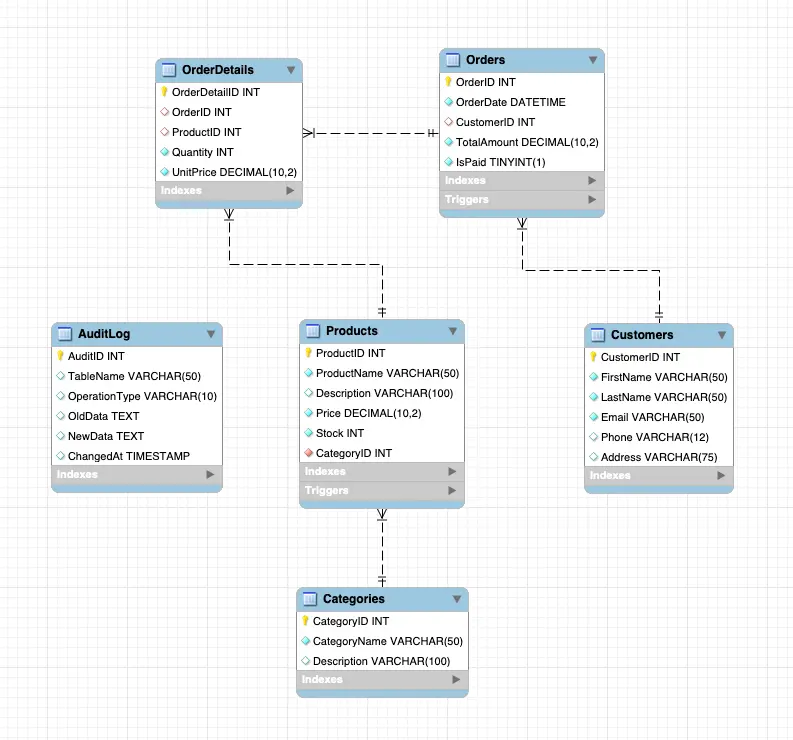 OrderDetails
OrderDetailID INT
OrderID INT
ProductID INT
Quantity INT
UnitPrice DECIMAL(10,2)
Indexes
Orders
OrderID INT
OrderDate DATETIME
CustomerID INT
TotalAmount DECIMAL(10,2)
IsPaid TINYINT(1)
Indexes
Triggers
AuditLog
AuditID INT
TableName VARCHAR(50)
OperationType VARCHAR(10)
OldData TEXT
NewData TEXT
ChangedAt TIMESTAMP
Indexes
Products
ProductID INT
ProductName VARCHAR(50)
Description VARCHAR(100)
Price DECIMAL(10,2)
Stock INT
CategoryID INT
Indexes
Triggers
Customers
CustomerID INT
FirstName VARCHAR(50)
LastName VARCHAR(50)
Email VARCHAR(50)
Phone VARCHAR(12)
Address VARCHAR(75)
Indexes
Categories
CategoryID INT
CategoryName VARCHAR(50)
Description VARCHAR(100)
Indexes